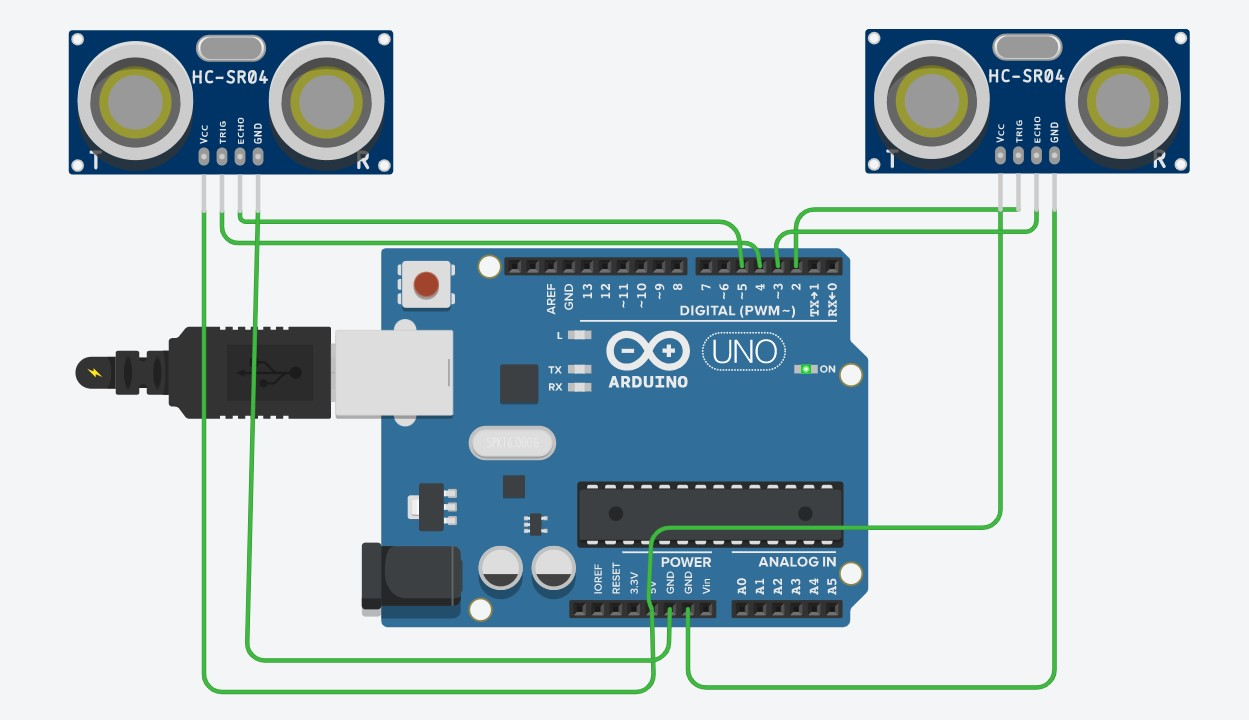 HC-SR04
VCC
TRIG
ECHO
GND
T
R
HC-SR04
VCC
TRIG
ECHO
GND
T
R
AREF
GND
13
12
~11
~10
~9
8
7
~6
~5
4
~3
2
TX→1
RX←0
DIGITAL (PWM~)
L
TX
RX
UNO
ARDUINO
ON
POWER
ANALOG IN
IOREF
RESET
3.3V
5V
GND
GND
Vin
A0
A1
A2
A3
A4
A5